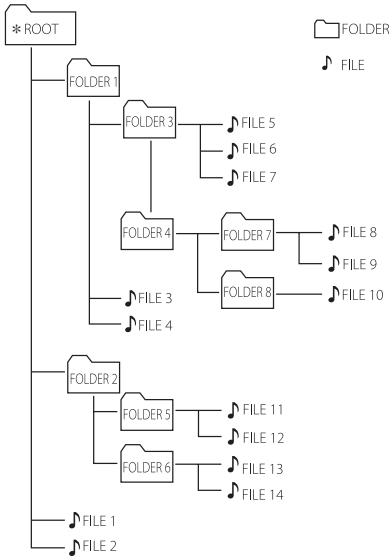 *ROOT
FOLDER
FILE
FOLDER 1
FOLDER 3
FILE 5
FILE 6
FILE 7
FOLDER 4
FOLDER 7
FILE 8
FILE 9
FOLDER 8
FILE 10
FILE 3
FILE 4
FOLDER 2
FOLDER 5
FILE 11
FILE 12
FOLDER 6
FILE 13
FILE 14
FILE 1
FILE 2